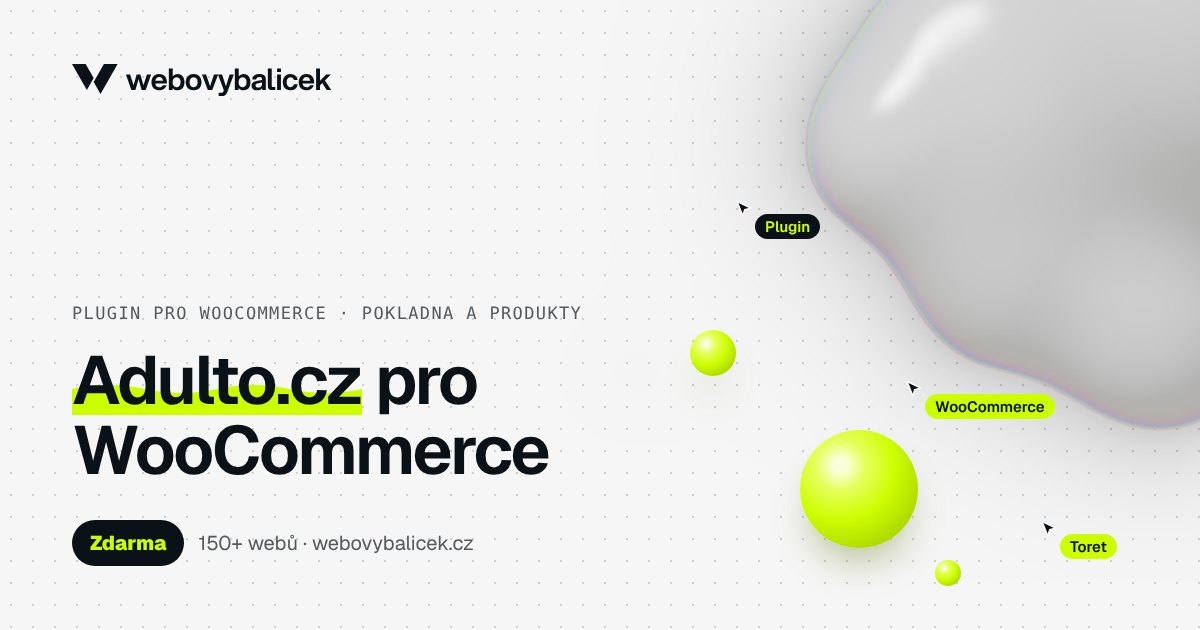 webovybalicek
Plugin
PLUGIN PRO WOOCOMMERCE · POKLADNA A PRODUKTY
Adulto.cz pro
WooCommerce
WooCommerce
Zdarma
150+ webů · webovybalicek.cz
Toret